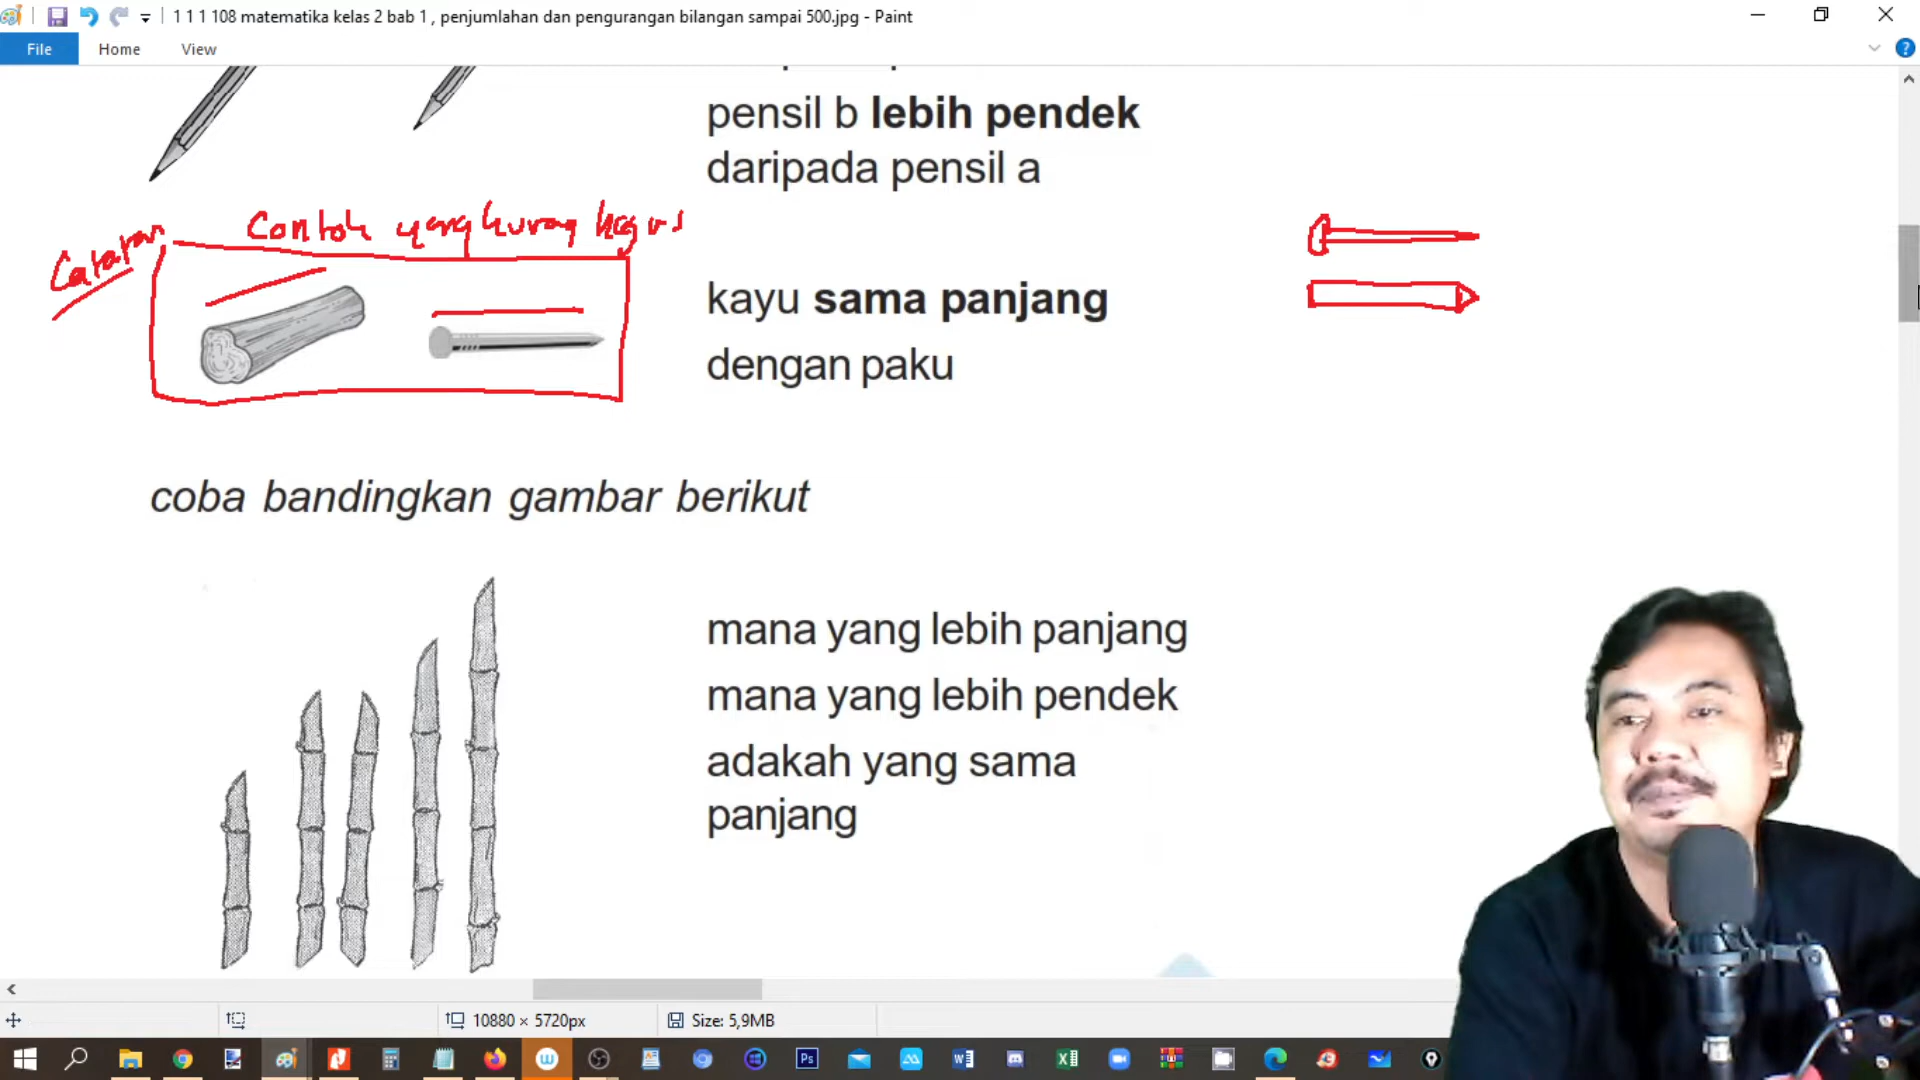 1 1 1 108 matematika kelas 2 bab 1 , penjumlahan dan pengurangan bilangan sampai 500.jpg - Paint
File Home View
pensil b lebih pendek
daripada pensil a
Catatan
Contoh yang kurang bagus
kayu sama panjang
dengan paku
coba bandingkan gambar berikut
mana yang lebih panjang
mana yang lebih pendek
adakah yang sama
panjang
10880 × 5720px
Size: 5,9MB